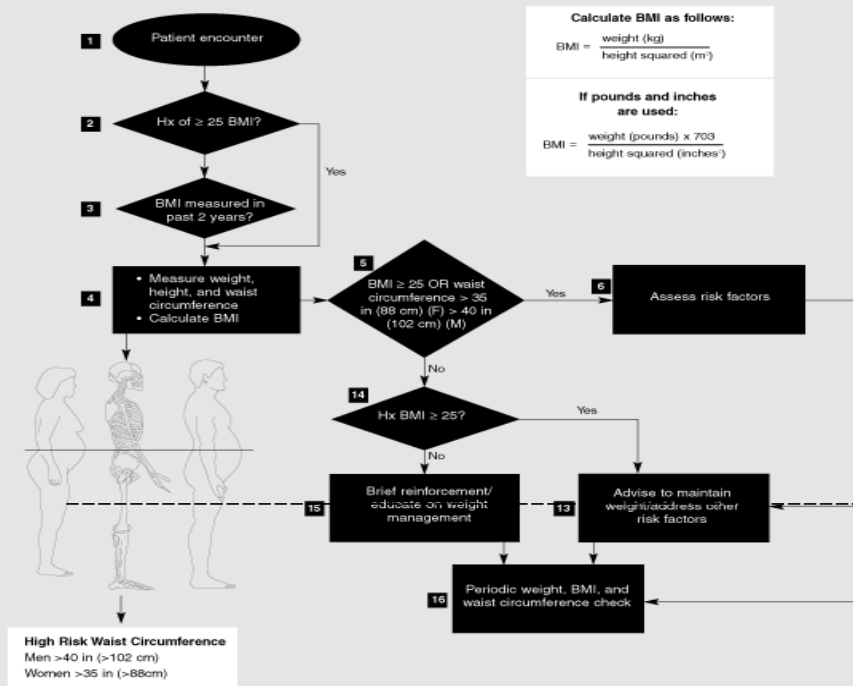 1
Patient encounter
2
Hx of ≥ 25 BMI?
Yes
3
BMI measured in
past 2 years?
4
• Measure weight,
height, and waist
circumference
• Calculate BMI
5
BMI ≥ 25 OR waist
circumference > 35
in (88 cm) (F) > 40 in
(102 cm) (M)
Yes
6
Assess risk factors
No
14
Hx BMI ≥ 25?
Yes
No
15
Brief reinforcement/
educate on weight
management
13
Advise to maintain
weight/address other
risk factors
16
Periodic weight, BMI, and
waist circumference check
High Risk Waist Circumference
Men >40 in (>102 cm)
Women >35 in (>88cm)
Calculate BMI as follows:
BMI = weight (kg)
height squared (m²)
If pounds and inches
are used:
BMI = weight (pounds) x 703
height squared (inches²)